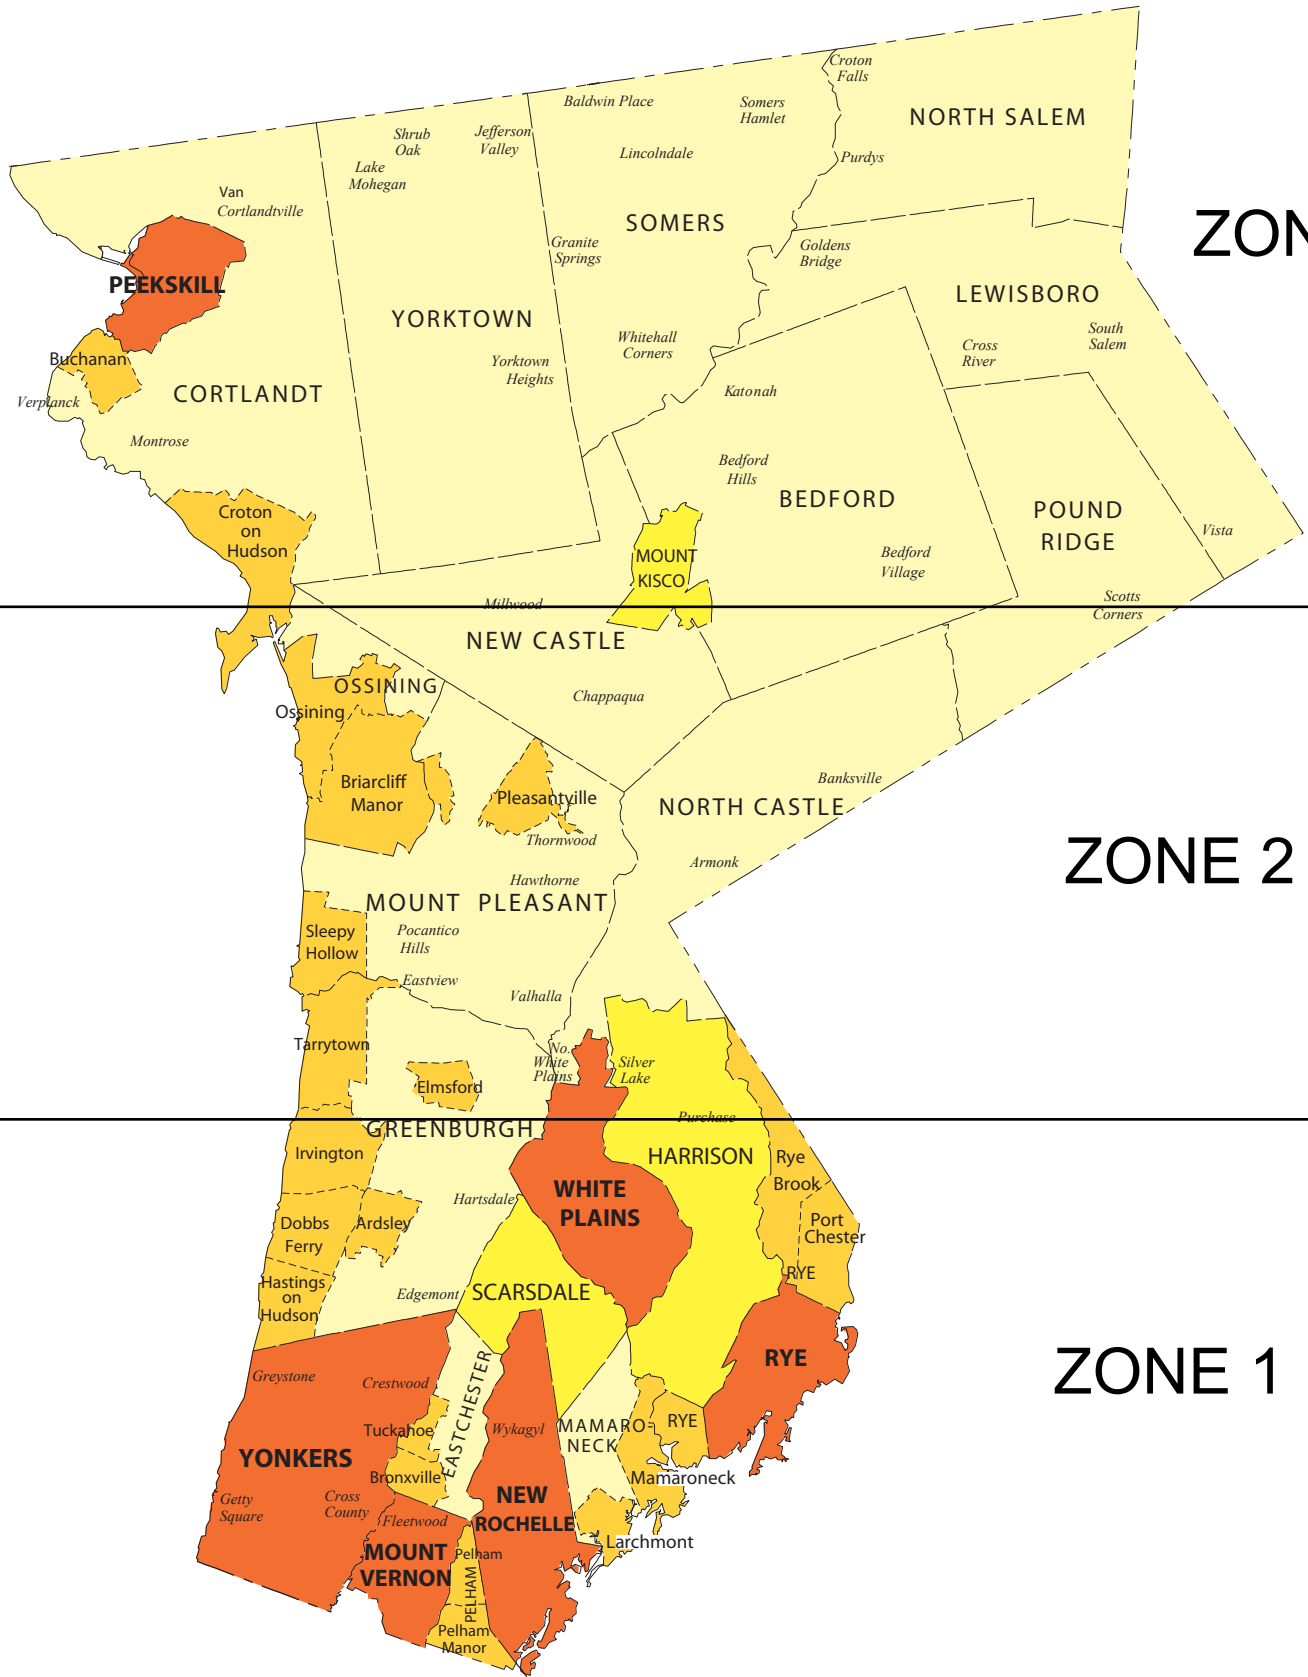 Croton
Falls
Baldwin Place
Somers
Hamlet
NORTH SALEM
Shrub
Oak
Jefferson
Valley
Lincolndale
Purdys
Lake
Mohegan
Van
Cortlandtville
SOMERS
ZON
Granite
Springs
Goldens
Bridge
PEEKSKILL
LEWISBORO
YORKTOWN
South
Salem
Whitehall
Corners
Cross
River
Buchanan
Yorktown
Heights
CORTLANDT
Katonah
Verplanck
Montrose
Bedford
Hills
BEDFORD
Croton
on
Hudson
POUND
RIDGE
Vista
MOUNT
KISCO
Bedford
Village
Millwood
Scotts
Corners
NEW CASTLE
OSSINING
Chappaqua
Ossining
Briarcliff
Manor
Pleasantville
Banksville
NORTH CASTLE
Thornwood
Armonk
ZONE 2
Hawthorne
MOUNT PLEASANT
Sleepy
Hollow
Pocantico
Hills
Eastview
Valhalla
Tarrytown
No.
White
Plains
Silver
Lake
Elmsford
Purchase
GREENBURGH
Irvington
HARRISON
Rye
Brook
WHITE
PLAINS
Hartsdale
Dobbs
Ferry
Ardsley
Port
Chester
RYE
Hastings
on
Hudson
Edgemont
SCARSDALE
RYE
ZONE 1
Greystone
Crestwood
EASTCHESTER
Tuckahoe
Wykagyl
MAMARO-
NECK
RYE
YONKERS
Bronxville
Mamaroneck
Getty
Square
Cross
County
NEW
ROCHELLE
Fleetwood
Larchmont
MOUNT
VERNON
Pelham
PELHAM
Pelham
Manor